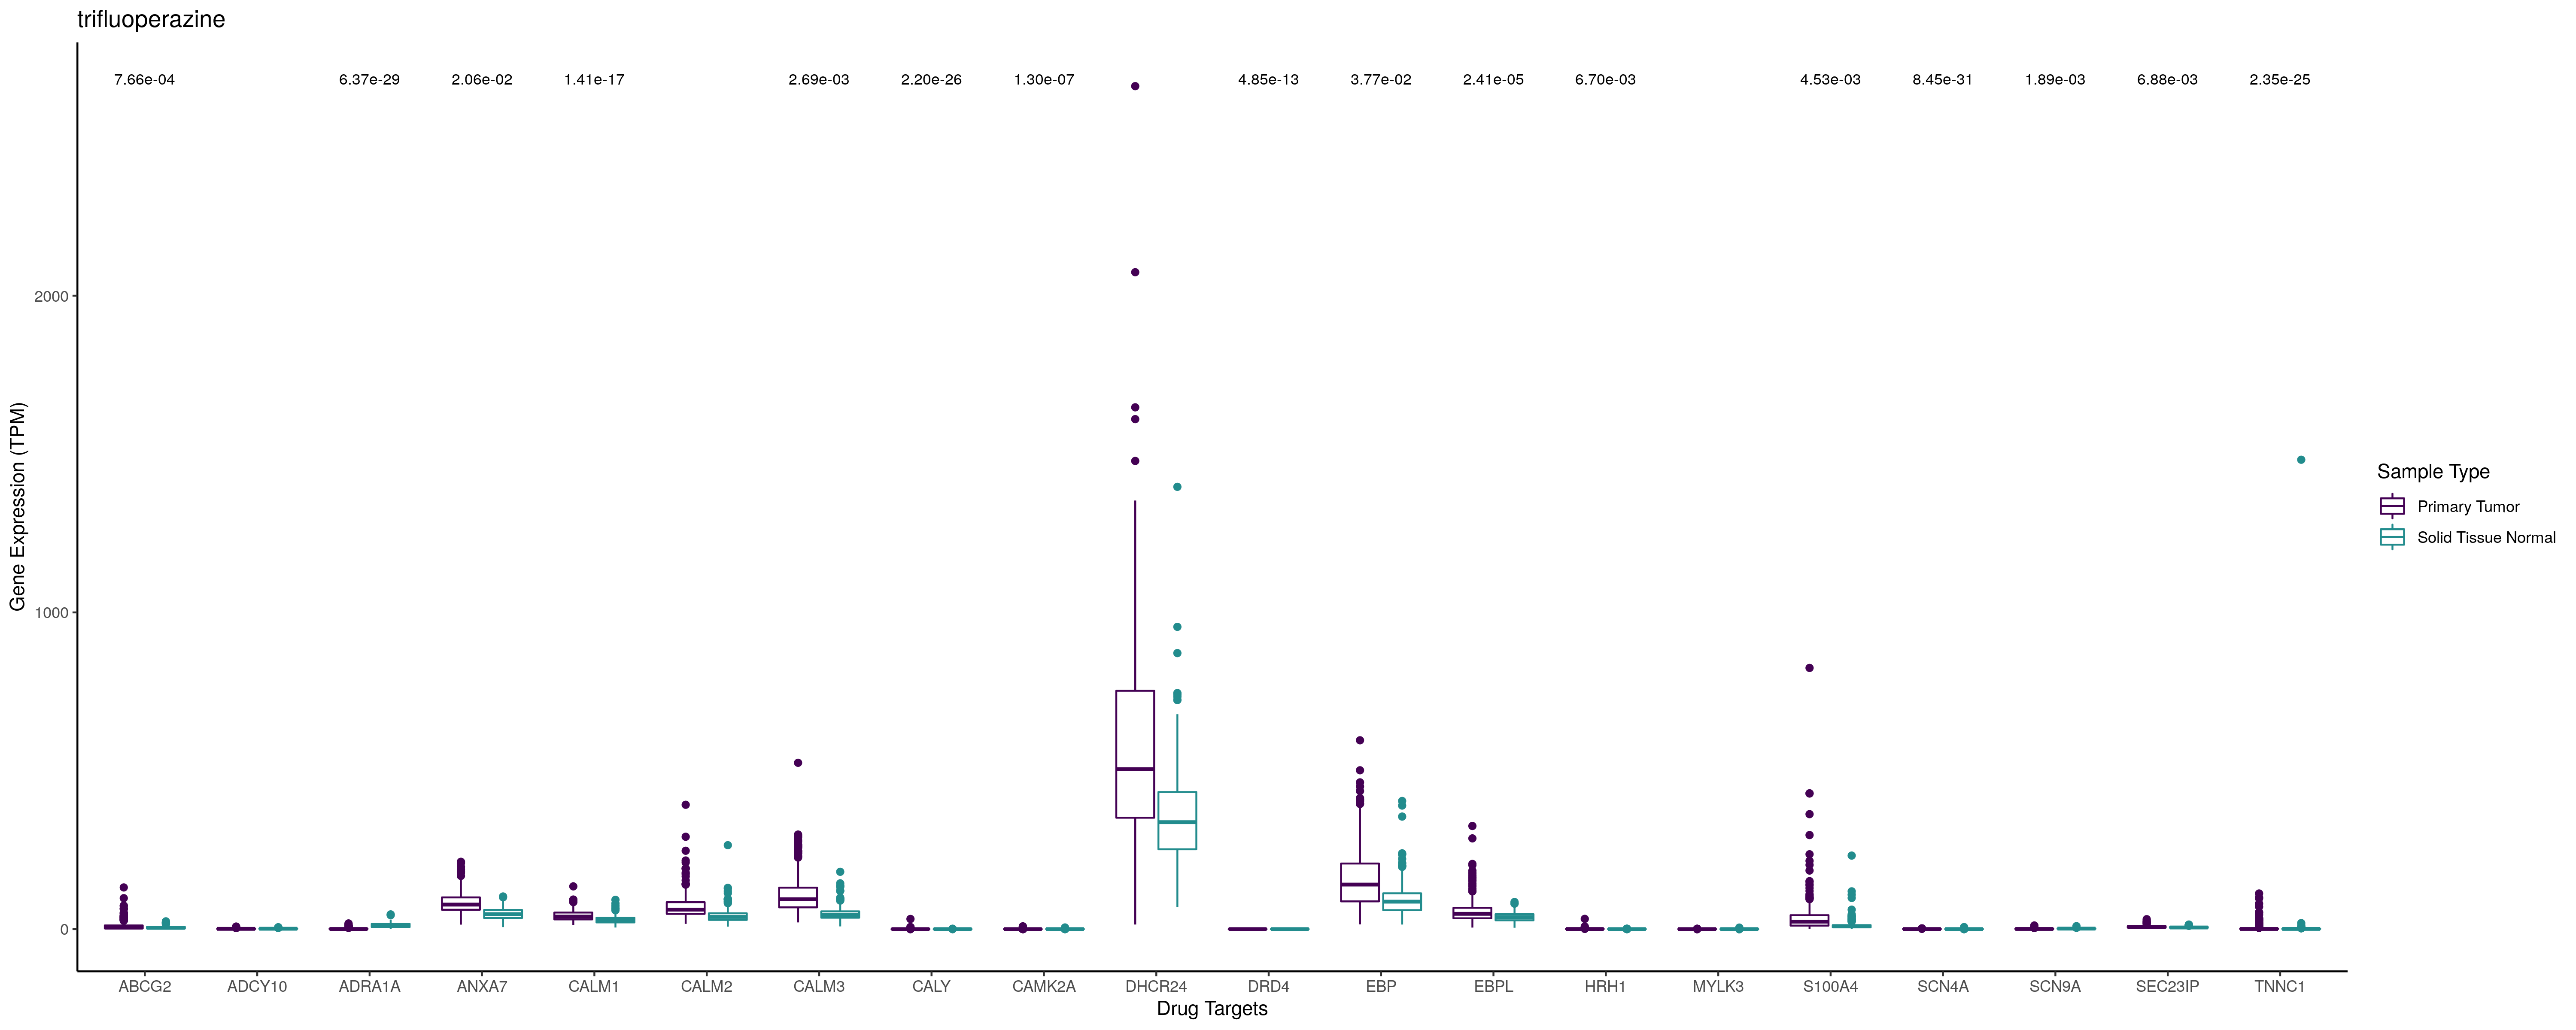 trifluoperazine
7.66e-04 6.37e-29 2.06e-02 1.41e-17 2.69e-03 2.20e-26 1.30e-07 4.85e-13 3.77e-02 2.41e-05 6.70e-03 4.53e-03 8.45e-31 1.89e-03 6.88e-03 2.35e-25
2000
1000
0
Gene Expression (TPM)
ABCG2 ADCY10 ADRA1A ANXA7 CALM1 CALM2 CALM3 CALY CAMK2A DHCR24 DRD4 EBP EBPL HRH1 MYLK3 S100A4 SCN4A SCN9A SEC23IP TNNC1
Drug Targets
Sample Type
Primary Tumor
Solid Tissue Normal